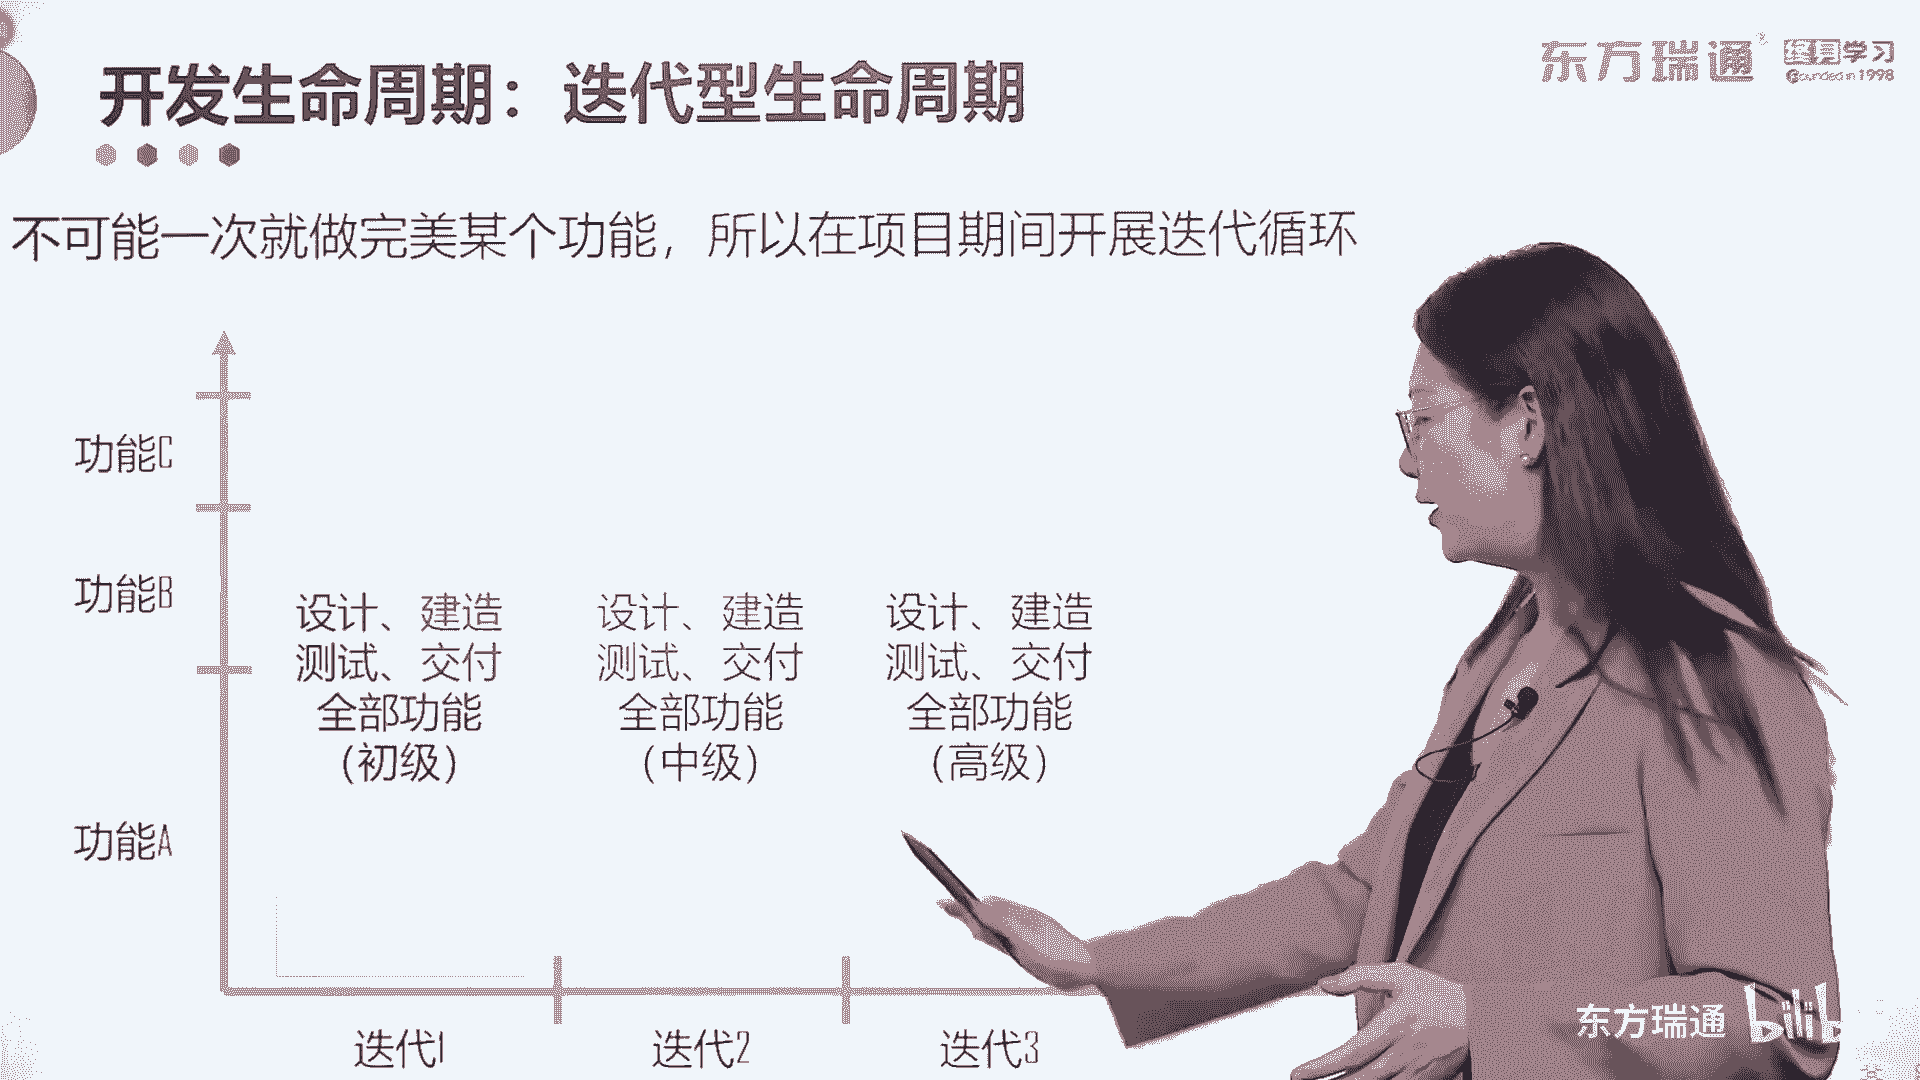 开发生命周期：迭代型生命周期
东方瑞通
终身学习
Founded in 1998
不可能一次就做完美某个功能，所以在项目期间开展迭代循环
功能C
功能B
功能A
设计、建造
测试、交付
全部功能
（初级）
设计、建造
测试、交付
全部功能
（中级）
设计、建造
测试、交付
全部功能
（高级）
迭代1
迭代2
迭代3
东方瑞通